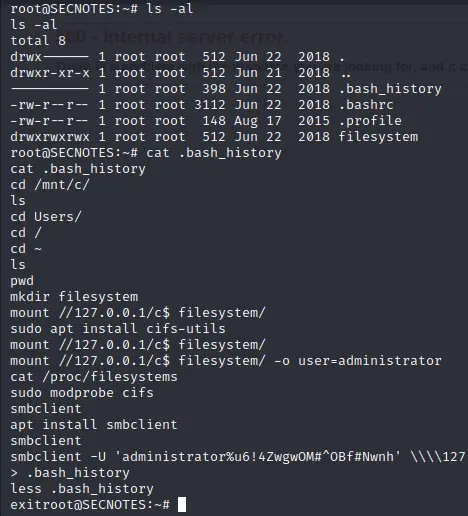 root@SECNOTES:~# ls -al
ls -al
total 8
drwx------ 1 root root  512 Jun 22  2018 .
drwxr-xr-x 1 root root  512 Jun 21  2018 ..
---------- 1 root root  398 Jun 22  2018 .bash_history
-rw-r--r-- 1 root root 3112 Jun 22  2018 .bashrc
-rw-r--r-- 1 root root  148 Aug 17  2015 .profile
drwxrwxrwx 1 root root  512 Jun 22  2018 filesystem
root@SECNOTES:~# cat .bash_history
cat .bash_history
cd /mnt/c/
ls
cd Users/
cd /
cd ~
ls
pwd
mkdir filesystem
mount //127.0.0.1/c$ filesystem/
sudo apt install cifs-utils
mount //127.0.0.1/c$ filesystem/
mount //127.0.0.1/c$ filesystem/ -o user=administrator
cat /proc/filesystems
sudo modprobe cifs
smbclient
apt install smbclient
smbclient
smbclient -U 'administrator%u6!4ZwgwOM#^OBf#Nwnh' \\\\127
> .bash_history
less .bash_history
exitroot@SECNOTES:~#